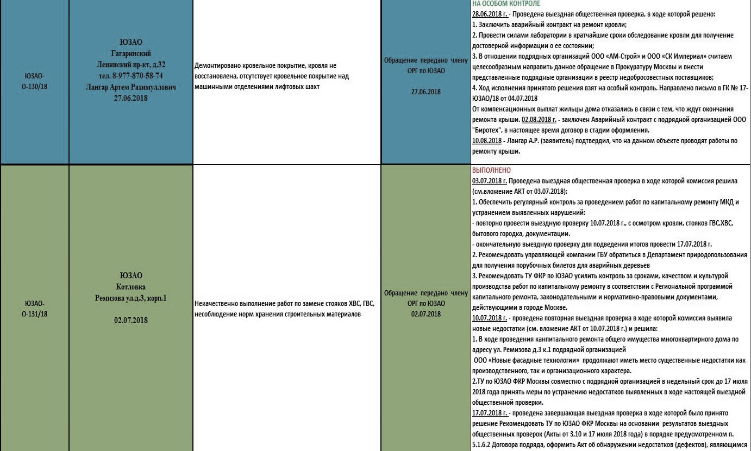 НА ОСОБОМ КОНТРОЛЕ
28.06.2018 г. - Проведена выездная общественная проверка, в ходе которой решено:
1. Заключить аварийный контракт на ремонт кровли;
2. Провести силами лаборатории в кратчайшие сроки обследование кровли для получение
достоверной информации о ее состоянии;
3. В отношении подрядных организаций ООО «АМ-Строй» и ООО «СК Империал» считаем
целесообразным направить данное обращение в Прокуратуру Москвы и внести
представленные подрядные организации в реестр недобросовестных поставщиков;
4. Ход исполнения принятого решения взят на особый контроль. Направлено письмо в ГК № 17-
ЮЗАО/18 от 04.07.2018
От компенсационных выплат жильцы дома отказались в связи с тем, что ждут окончания
ремонта крыши. 02.08.2018 г. - заключен Аварийный контракт с подрядной организацией ООО
"Биротех". в настоящее время договор в стадии оформления.
10.08.2018 - Лангар А.Р. (заявитель) подтвердил, что на данном объекте проводят работы по
ремонту крыши.
ЮЗАО-
О-130/18
ЮЗАО
Гагаринский
Ленинский пр-кт, д.32
тел. 8-977-870-58-74
Лангар Артем Рахимуллович
27.06.2018
Демонтировано кровельное покрытие, кровля не
восстановлена, отсутствует кровельное покрытие над
машинными отделениями лифтовых шахт
Обращение передано члену
ОРГ по ЮЗАО
27.06.2018
ВЫПОЛНЕНО
03.07.2018 г. Проведена выездная общественная проверка в ходе которой комиссия решила
(см.вложение АКТ от 03.07.2018):
1. Обеспечить регулярный контроль за проведением работ по капитальному ремонту МКД и
устранением выявленных нарушений:
- повторно провести выездную проверку 10.07.2018 г., с осмотром кровли, стояков ГВС.ХВС,
бытового городка, документации.
- окончательную выездную проверку для подведения итогов провести 17.07.2018 г.
2. Рекомендовать управляющей компании ГБУ обратиться в Департамент природопользования
для получения порубочных билетов для аварийных деревьев
3. Рекомендовать ТУ ФКР по ЮЗАО усилить контроль за сроками, качеством и культурой
производства работ по капитальному ремонту в соответствии с Региональной программой
капитального ремонта, законодательными и нормативно-правовыми документами,
действующими в городе Москве.
10.07.2018 г. - проведена повторная выездная проверка в ходе которой комиссия выявила
новые недостатки (см. вложение АКТ от 10.07.2018 г.) и решила:
1. В ходе проведения капитального ремонта общего имущества многоквартирного дома по
адресу ул. Ремизова д.3 к.1 подрядной организацией
ООО «Новые фасадные технологии» продолжают иметь место существенные недостатки как
производственного, так и организационного характера.
2.ТУ по ЮЗАО ФКР Москвы совместно с подрядной организацией в недельный срок до 17 июля
2018 года принять меры по устранению недостатков выявленных в ходе настоящей выездной
общественной проверки.
17.07.2018 г. - проведена завершающая выездная проверка в ходе которой было принято
решение Рекомендовать ТУ по ЮЗАО ФКР Москвы на основании результатов выездных
общественных проверок (Акты от 3,10 и 17 июля 2018 года) в порядке предусмотренном п.
5.1.6.2 Договора подряда, оформить Акт об обнаружении недостатков (дефектов), являющимся
ЮЗАО-
О-131/18
ЮЗАО
Котловка
Ремизова ул.д.3, корп.1
02.07.2018
Некачественно выполнение работ по замене стояков ХВС, ГВС,
несоблюдение норм хранения строительных материалов
Обращение передано члену
ОРГ по ЮЗАО
02.07.2018